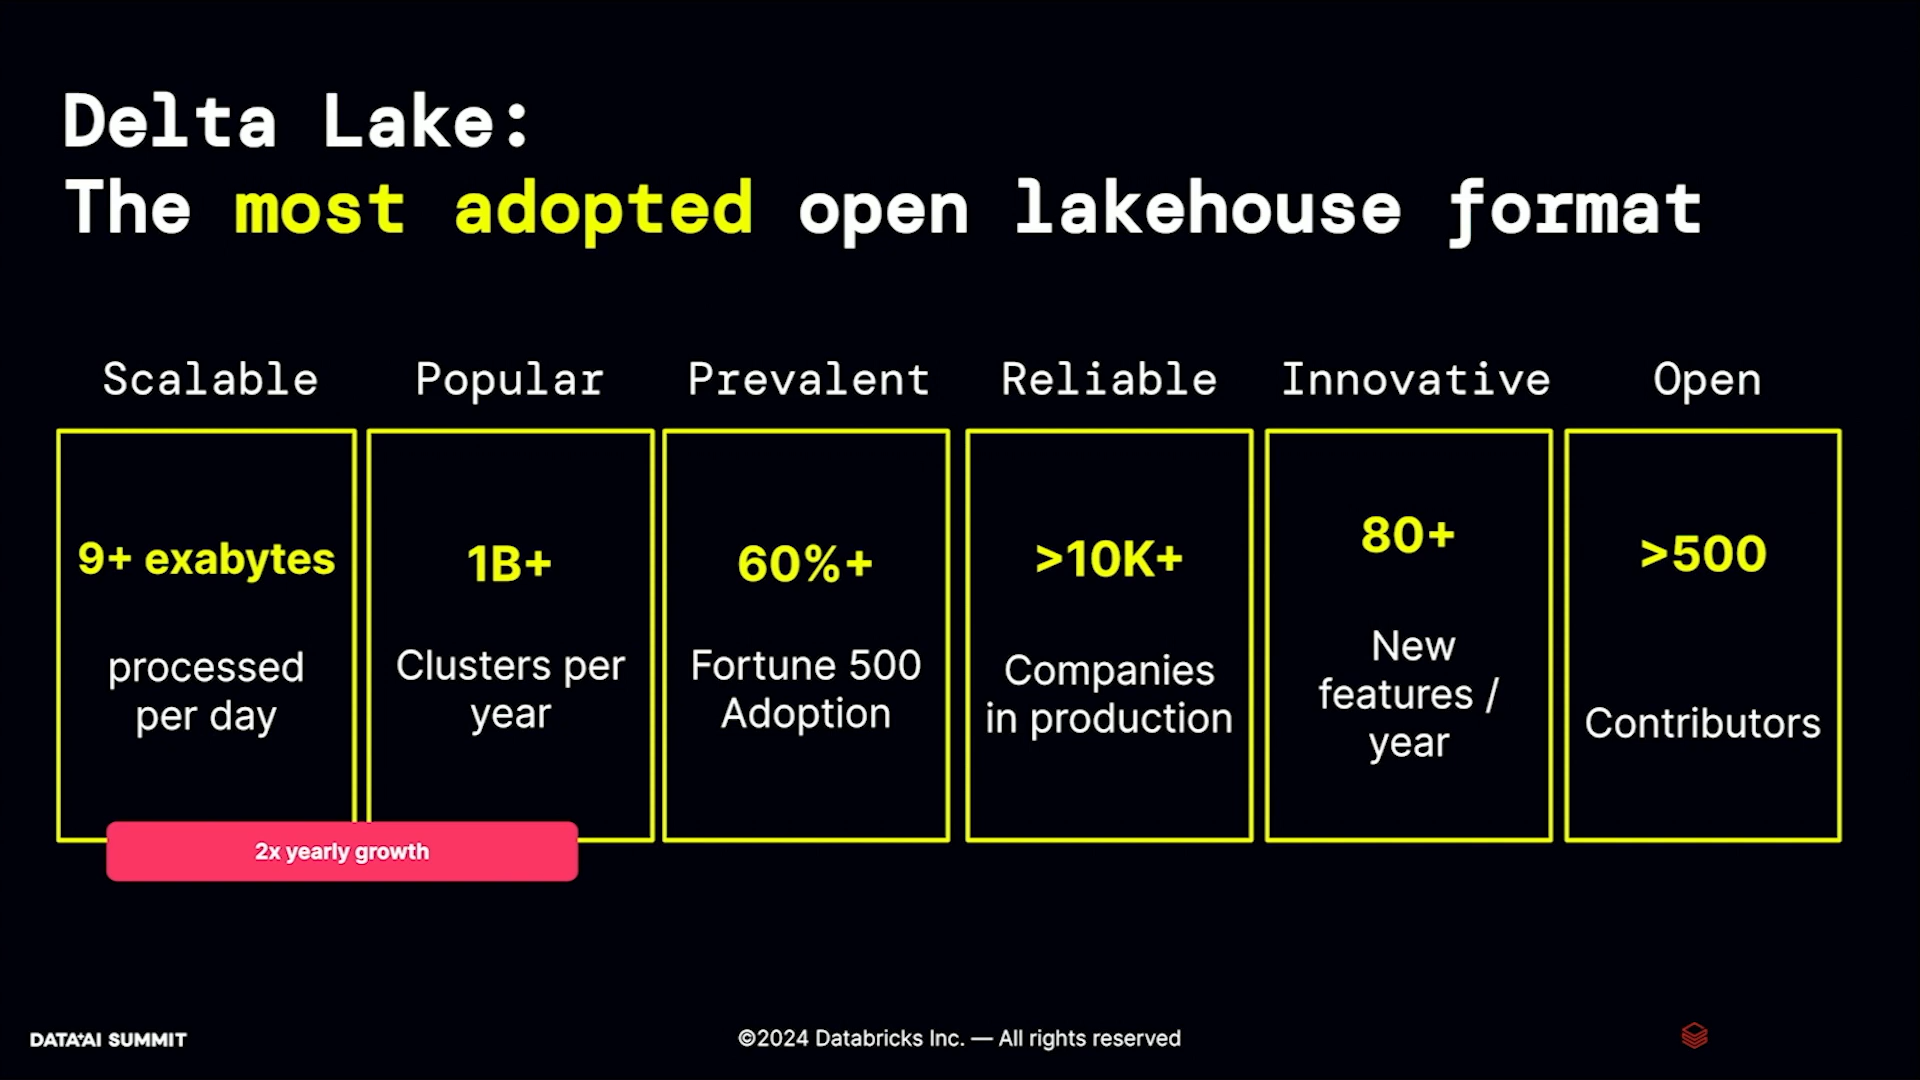 Delta Lake:
The most adopted open lakehouse format
Scalable
9+ exabytes
processed
per day
Popular
1B+
Clusters per
year
2x yearly growth
Prevalent
60%+
Fortune 500
Adoption
Reliable
>10K+
Companies
in production
Innovative
80+
New
features /
year
Open
>500
Contributors
DATA+AI SUMMIT
©2024 Databricks Inc. — All rights reserved